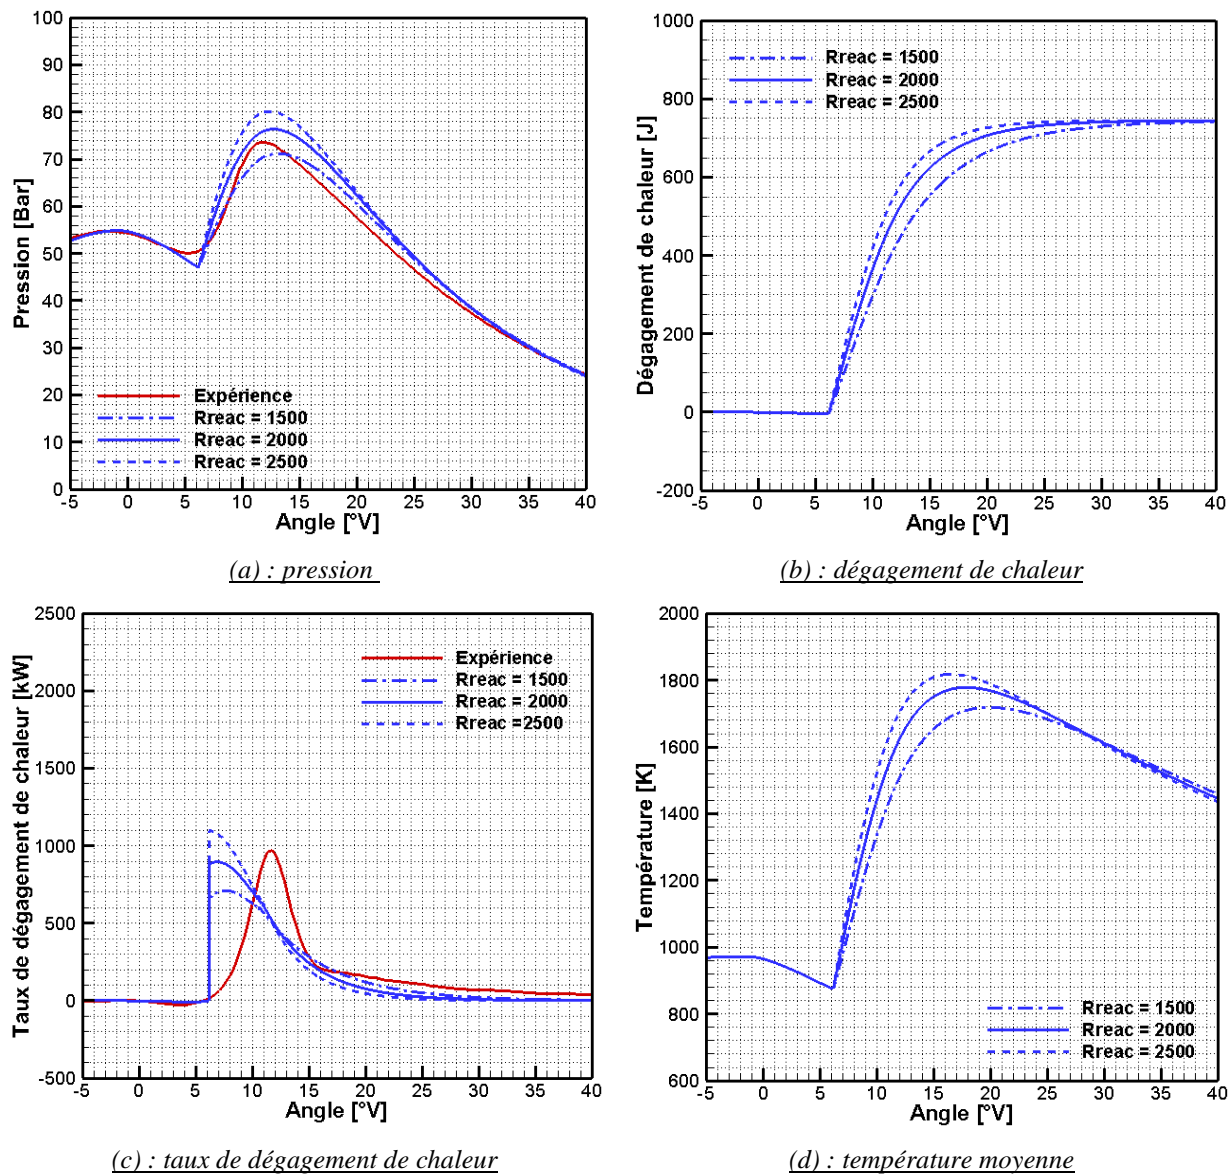 100
90
80
70
60
50
40
30
20
10
0
-5 0 5 10 15 20 25 30 35 40
Pression [Bar]
Angle [°V]
Expérience
Rreac = 1500
Rreac = 2000
Rreac = 2500
(a) : pression
1000
800
600
400
200
0
-200
-5 0 5 10 15 20 25 30 35 40
Dégagement de chaleur [J]
Angle [°V]
Rreac = 1500
Rreac = 2000
Rreac = 2500
(b) : dégagement de chaleur
2500
2000
1500
1000
500
0
-500
-5 0 5 10 15 20 25 30 35 40
Taux de dégagement de chaleur [kW]
Angle [°V]
Expérience
Rreac = 1500
Rreac = 2000
Rreac =2500
(c) : taux de dégagement de chaleur
2000
1800
1600
1400
1200
1000
800
600
-5 0 5 10 15 20 25 30 35 40
Température [K]
Angle [°V]
Rreac = 1500
Rreac = 2000
Rreac = 2500
(d) : température moyenne